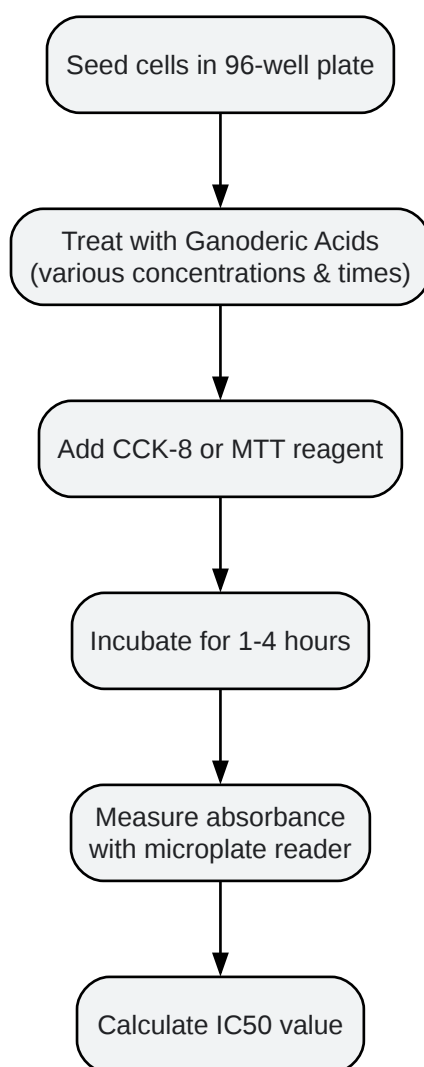 Seed cells in 96-well plate
Treat with Ganoderic Acids
(various concentrations & times)
Add CCK-8 or MTT reagent
Incubate for 1-4 hours
Measure absorbance
with microplate reader
Calculate IC50 value